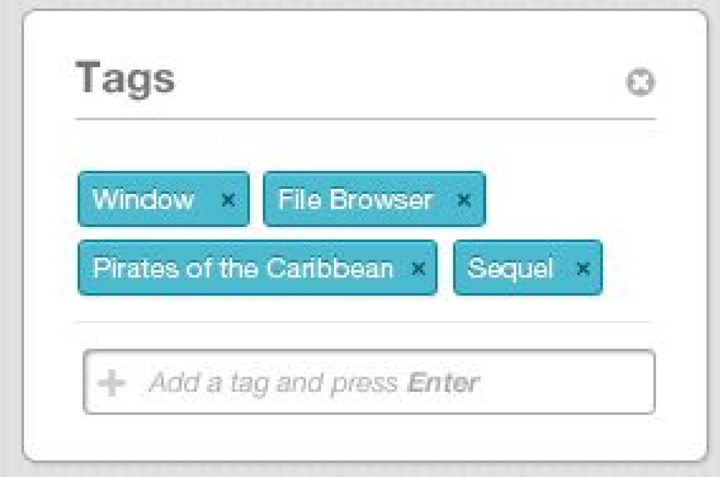 Tags
Window × File Browser ×
Pirates of the Caribbean × Sequel ×
+ Add a tag and press Enter